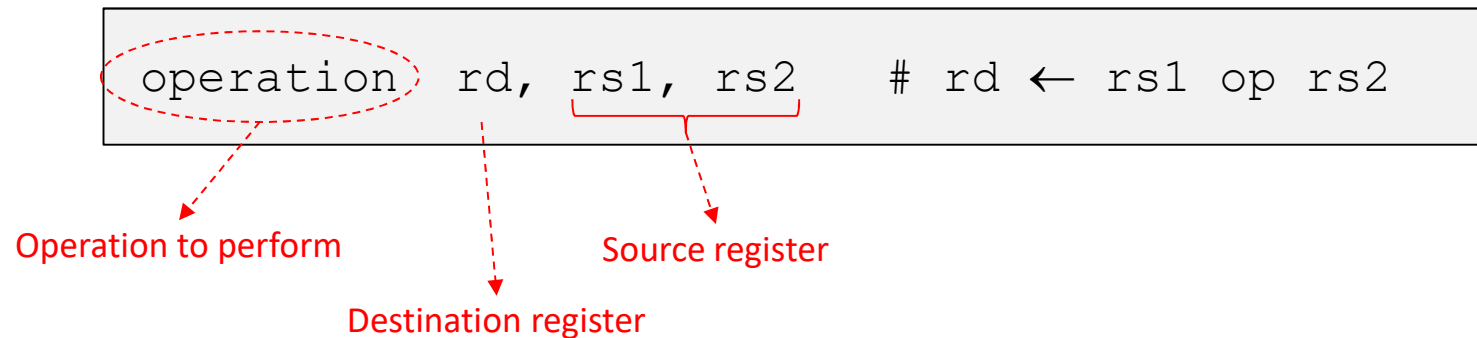 operation rd, rs1, rs2 # rd ← rs1 op rs2
Operation to perform
Source register
Destination register